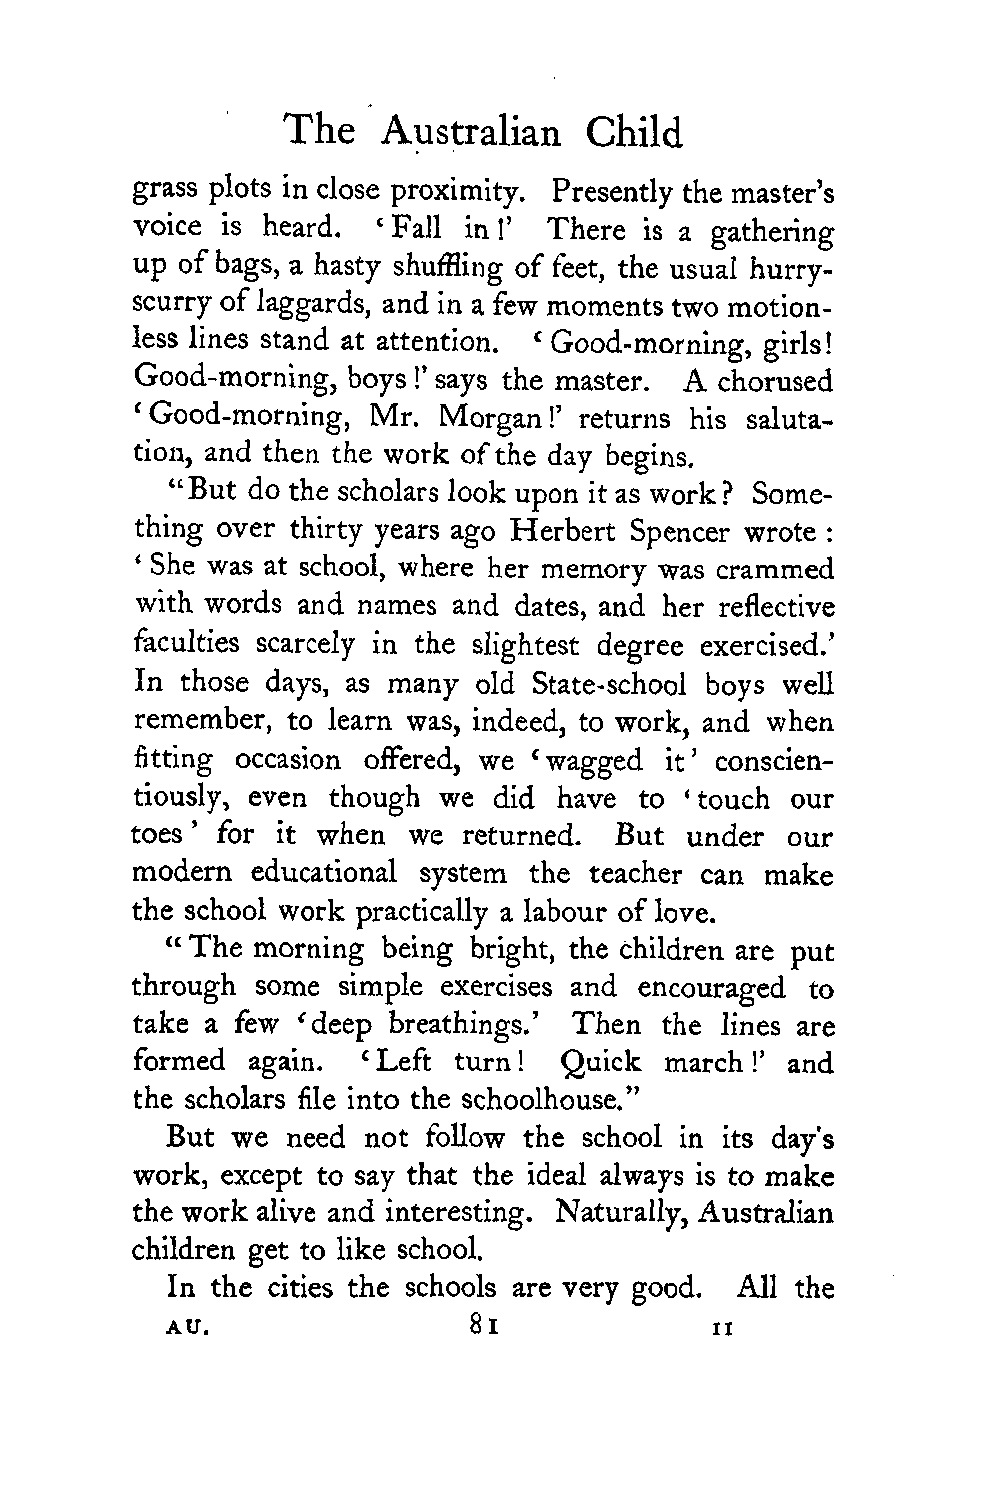 The Australian Child
grass plots in close proximity. Presently the master's
voice is heard. ‘Fall in!’ There is a gathering
up of bags, a hasty shuffling of feet, the usual hurry-
scurry of laggards, and in a few moments two motion-
less lines stand at attention. ‘Good-morning, girls!
Good-morning, boys!’ says the master. A chorused
‘Good-morning, Mr. Morgan!’ returns his saluta-
tion, and then the work of the day begins.
“But do the scholars look upon it as work? Some-
thing over thirty years ago Herbert Spencer wrote:
‘She was at school, where her memory was crammed
with words and names and dates, and her reflective
faculties scarcely in the slightest degree exercised.’
In those days, as many old State-school boys well
remember, to learn was, indeed, to work, and when
fitting occasion offered, we ‘wagged it’ conscien-
tiously, even though we did have to ‘touch our
toes’ for it when we returned. But under our
modern educational system the teacher can make
the school work practically a labour of love.
“The morning being bright, the children are put
through some simple exercises and encouraged to
take a few ‘deep breathings.’ Then the lines are
formed again. ‘Left turn! Quick march!’ and
the scholars file into the schoolhouse.”
But we need not follow the school in its day's
work, except to say that the ideal always is to make
the work alive and interesting. Naturally, Australian
children get to like school.
In the cities the schools are very good. All the
AU. 81 11